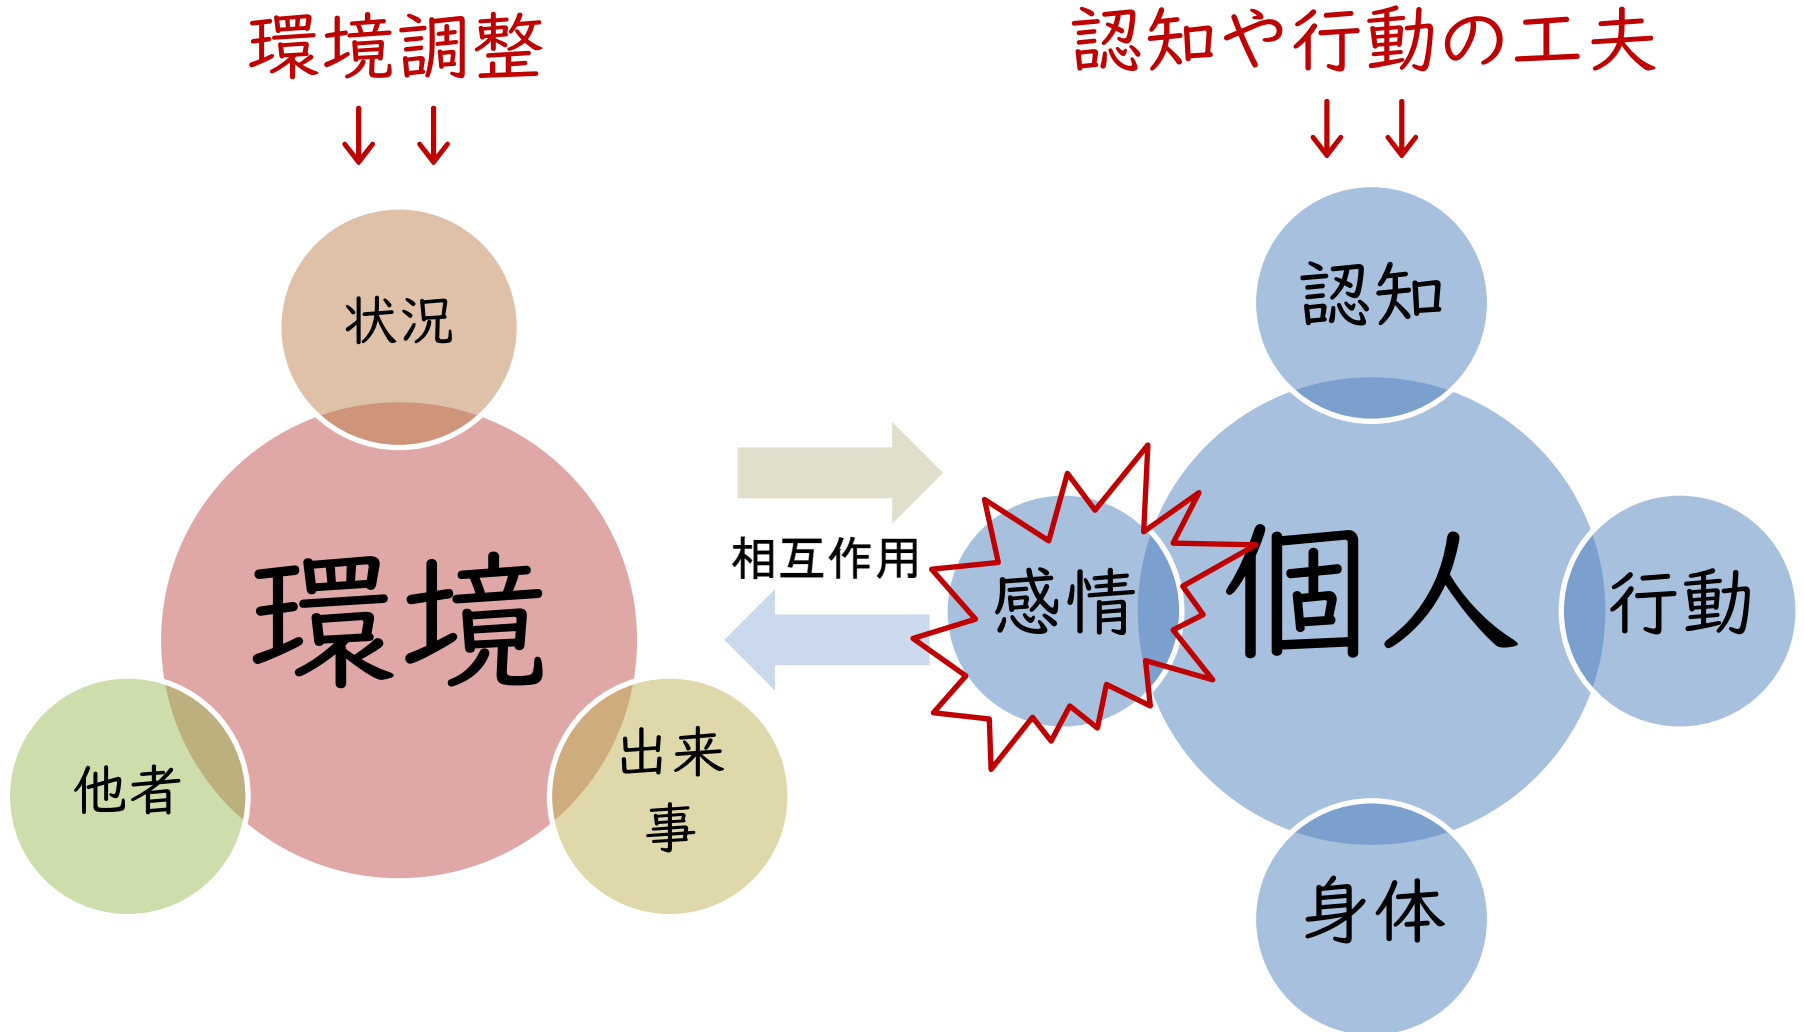 環境調整
認知や行動の工夫
状況
認知
環境
相互作用
感情
個人
行動
他者
出来
事
身体